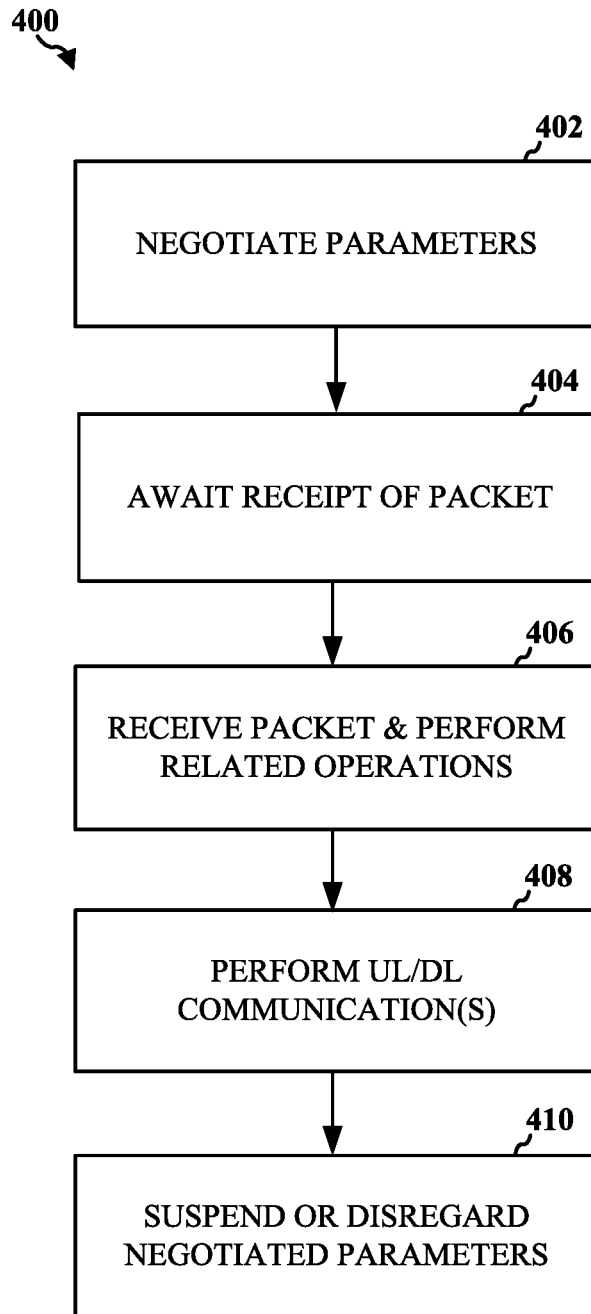 400
402
NEGOTIATE PARAMETERS
404
AWAIT RECEIPT OF PACKET
406
RECEIVE PACKET & PERFORM
RELATED OPERATIONS
408
PERFORM UL/DL
COMMUNICATION(S)
410
SUSPEND OR DISREGARD
NEGOTIATED PARAMETERS